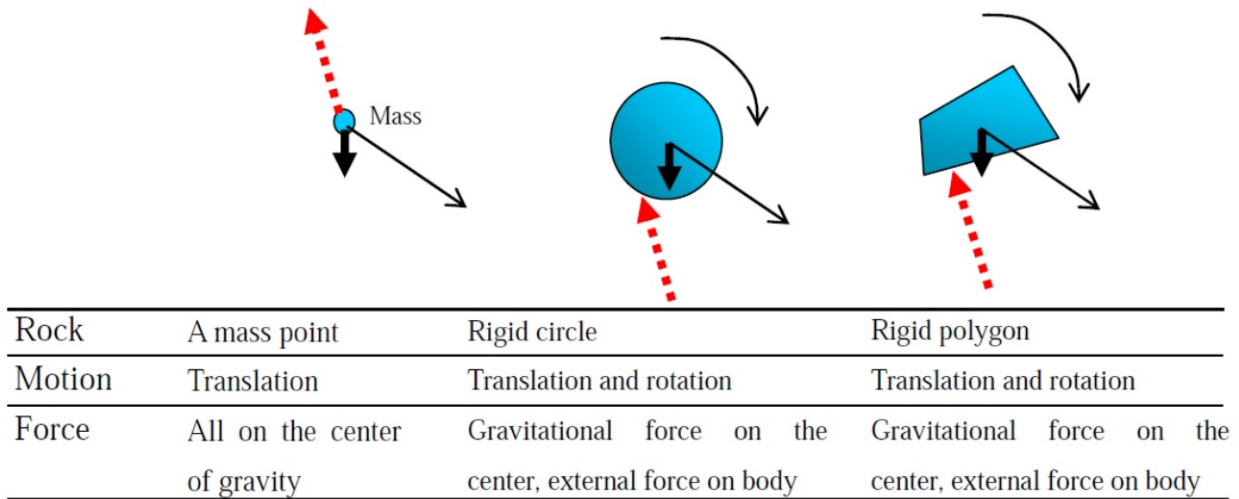 Mass
Rock A mass point Rigid circle Rigid polygon
Motion Translation Translation and rotation Translation and rotation
Force All on the center Gravitational force on the Gravitational force on the
of gravity center, external force on body center, external force on body